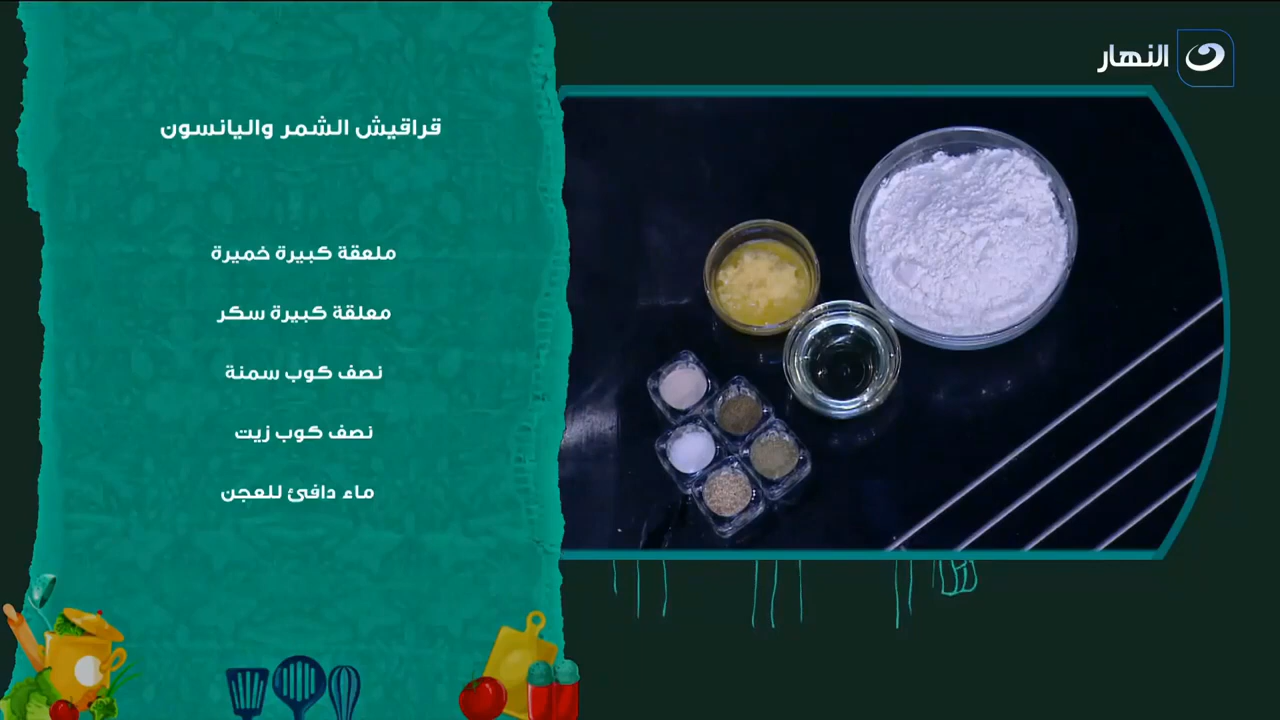 النهار
قراقيش الشمر واليانسون
ملعقة كبيرة خميرة
معلقة كبيرة سكر
نصف كوب سمنة
نصف كوب زيت
ماء دافئ للعجن